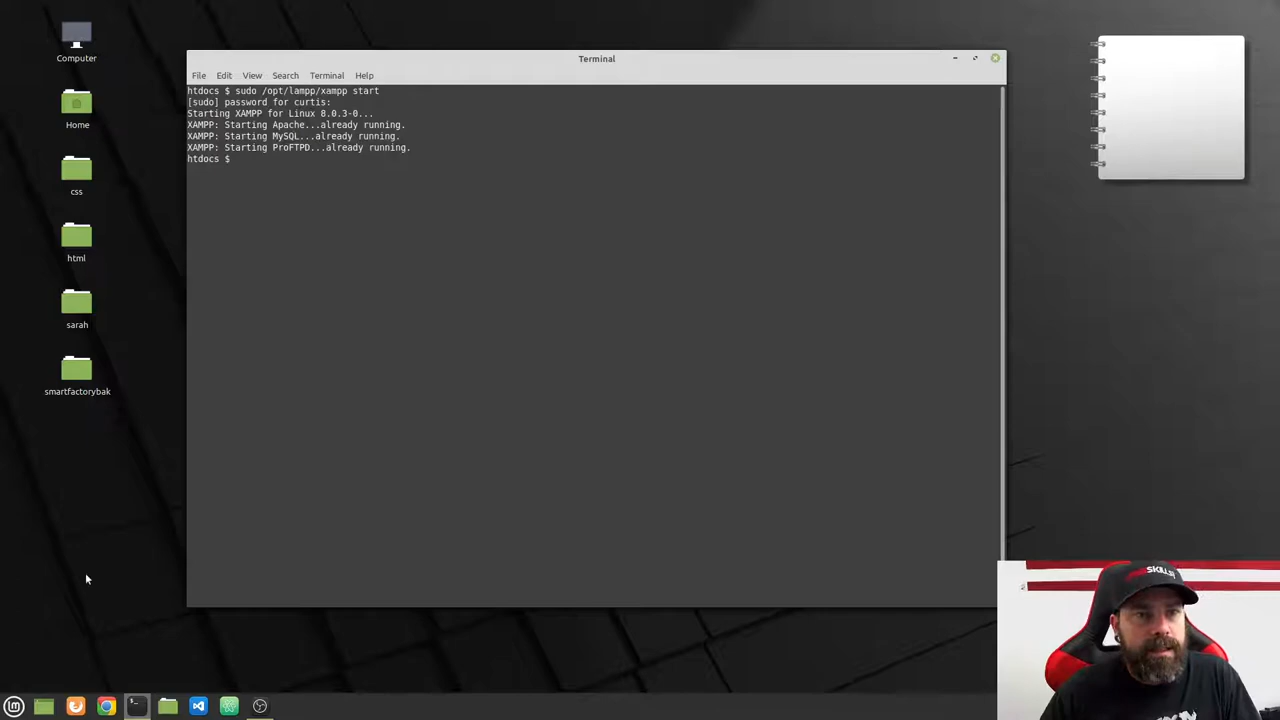 Computer
Home
css
html
sarah
smartfactorybak
Terminal
File Edit View Search Terminal Help
htdocs $ sudo /opt/lampp/xampp start
[sudo] password for curtis:
Starting XAMPP for Linux 8.0.3-0...
XAMPP: Starting Apache...already running.
XAMPP: Starting MySQL...already running.
XAMPP: Starting ProFTPD...already running.
htdocs $